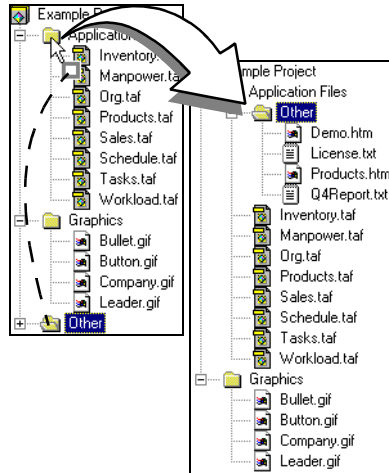 Example P
Application
Inventory.
Manpower.ta
Org.taf
Products.taf
Sales.taf
Schedule.taf
Tasks.taf
Workload.taf
Graphics
Bullet.gif
Button.gif
Company.gif
Leader.gif
Other
mple Project
Application Files
Other
Demo.htm
License.txt
Products.htm
Q4Report.txt
Inventory.taf
Manpower.taf
Org.taf
Products.taf
Sales.taf
Schedule.taf
Tasks.taf
Workload.taf
Graphics
Bullet.gif
Button.gif
Company.gif
Leader.gif